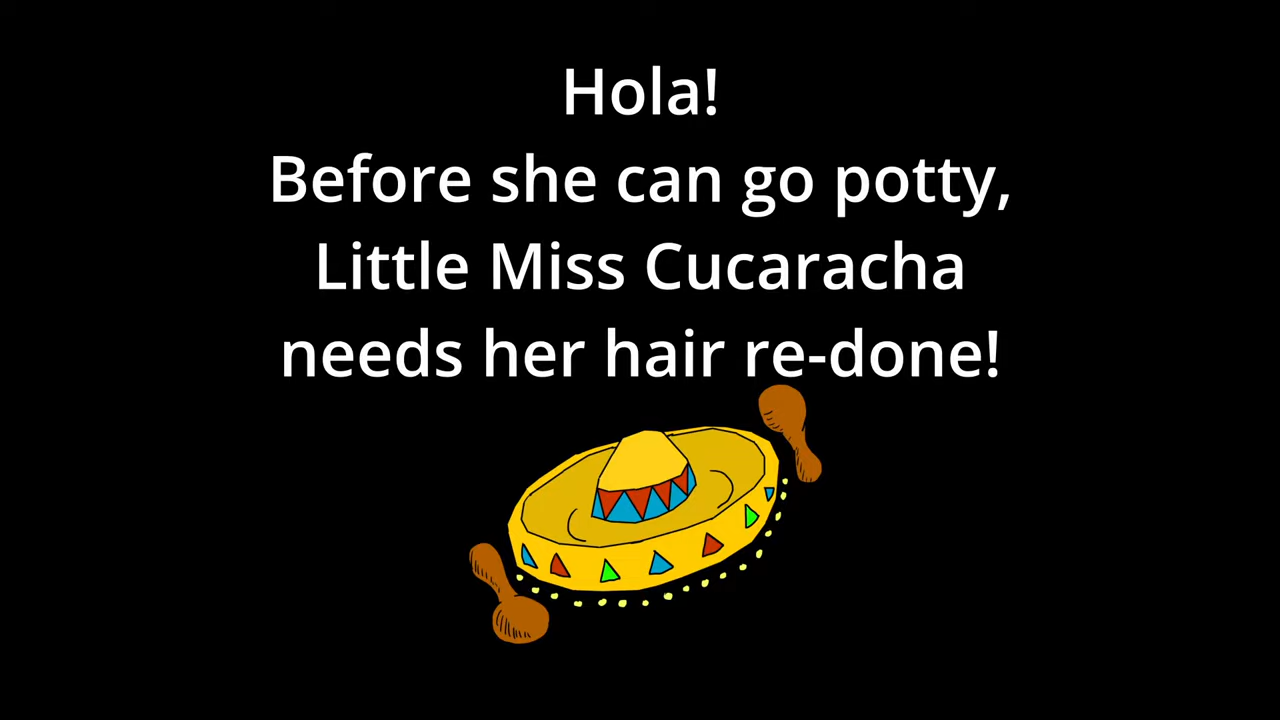 Hola!
Before she can go potty,
Little Miss Cucaracha
needs her hair re-done!